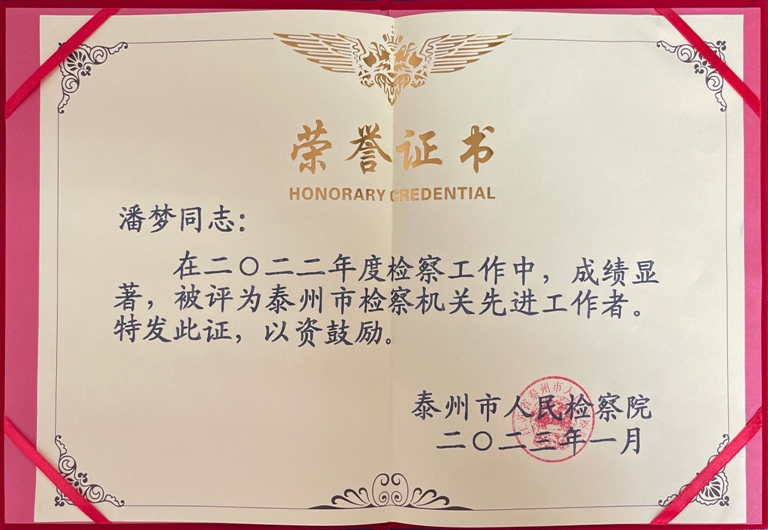 荣誉证书
HONORARY CREDENTIAL
潘梦同志：
在二〇二二年度检察工作中，成绩显
著，被评为泰州市检察机关先进工作者。
特发此证，以资鼓励。
泰州市人民检察院
二〇二三年一月